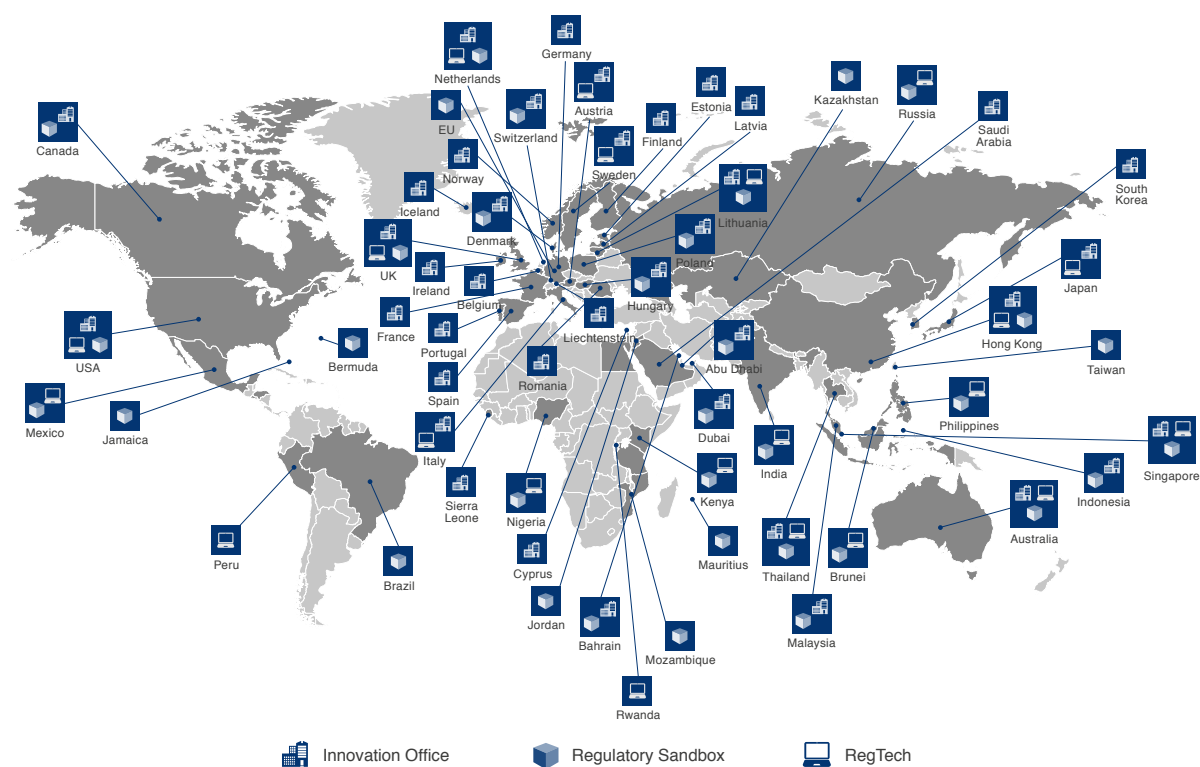 Germany
Netherlands
Kazakhstan
Estonia
Austria
Russia
Latvia
EU
Switzerland
Saudi
Arabia
Canada
Finland
Sweden
Norway
South
Korea
Iceland
Lithuania
Denmark
Poland
UK
Ireland
Japan
Belgium
Hungary
France
Liechtenstein
Hong Kong
Portugal
USA
Bermuda
Abu Dhabi
Taiwan
Romania
Spain
Mexico
Jamaica
Philippines
Dubai
Italy
India
Singapore
Sierra
Leone
Kenya
Indonesia
Nigeria
Australia
Peru
Mauritius
Cyprus
Thailand
Brunei
Brazil
Jordan
Bahrain
Malaysia
Mozambique
Rwanda
Innovation Office
Regulatory Sandbox
RegTech